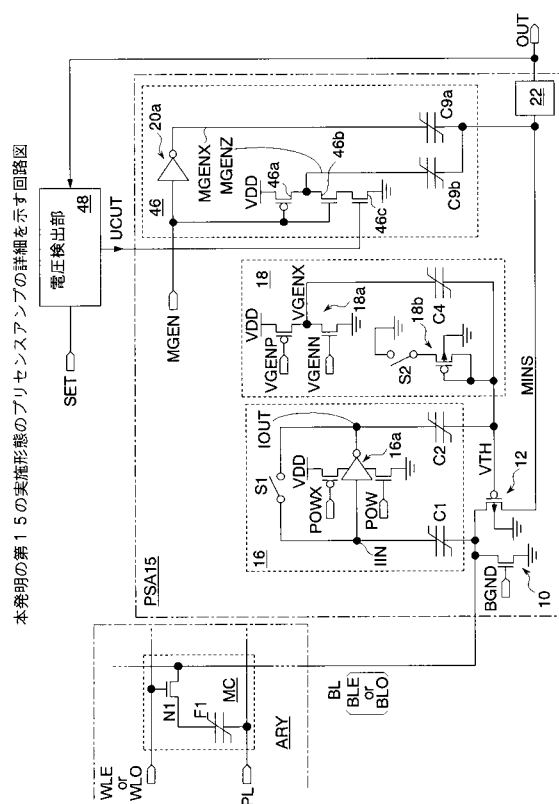 本発明の第１５の実施形態のプリセンスアンプの詳細を示す回路図
SET
電圧検出部
48
UCUT
OUT
22
PSA15
MGEN
46
20a
MGENX
MGENZ
VDD
46a
46b
46c
C9b
C9a
18
VDD
VGENP
VGENX
VGENN
18a
S2
18b
C4
16
S1
IOUT
VDD
POWX
16a
POW
IIN
C1
C2
VTH
MINS
12
BGND
10
WLE
or
WLO
N1
MC
F1
PL
ARY
BL
BLE
or
BLO